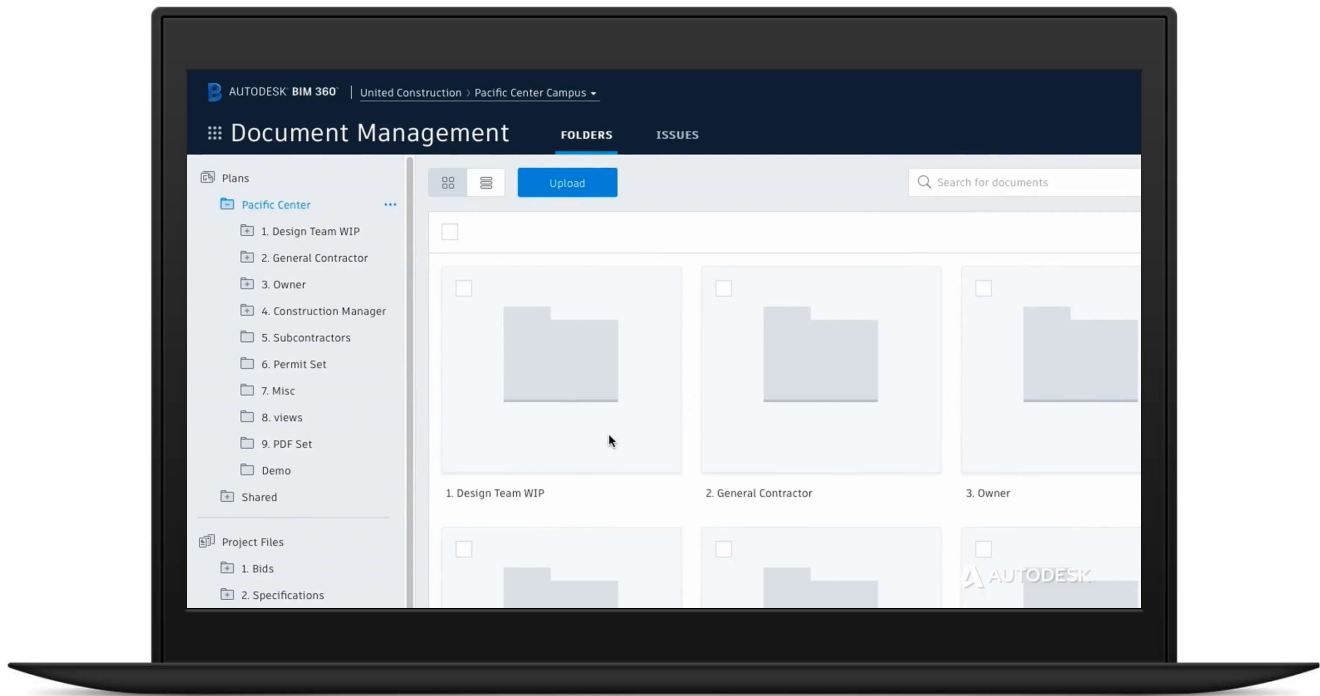 AUTODESK® BIM 360™ | United Construction > Pacific Center Campus
Document Management
FOLDERS
ISSUES
Plans
Pacific Center
1. Design Team WIP
2. General Contractor
3. Owner
4. Construction Manager
5. Subcontractors
6. Permit Set
7. Misc
8. views
9. PDF Set
Demo
Shared
Project Files
1. Bids
2. Specifications
Upload
Search for documents
1. Design Team WIP
2. General Contractor
3. Owner
AUTODESK